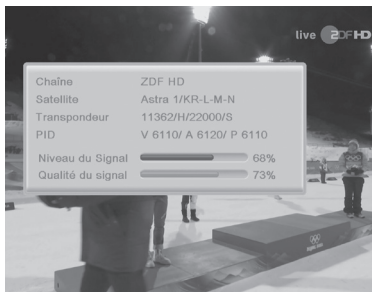 live ZDF HD
Chaîne ZDF HD
Satellite Astra 1/KR-L-M-N
Transpondeur 11362/H/22000/S
PID V 6110/ A 6120/ P 6110
Niveau du Signal 68%
Qualité du signal 73%